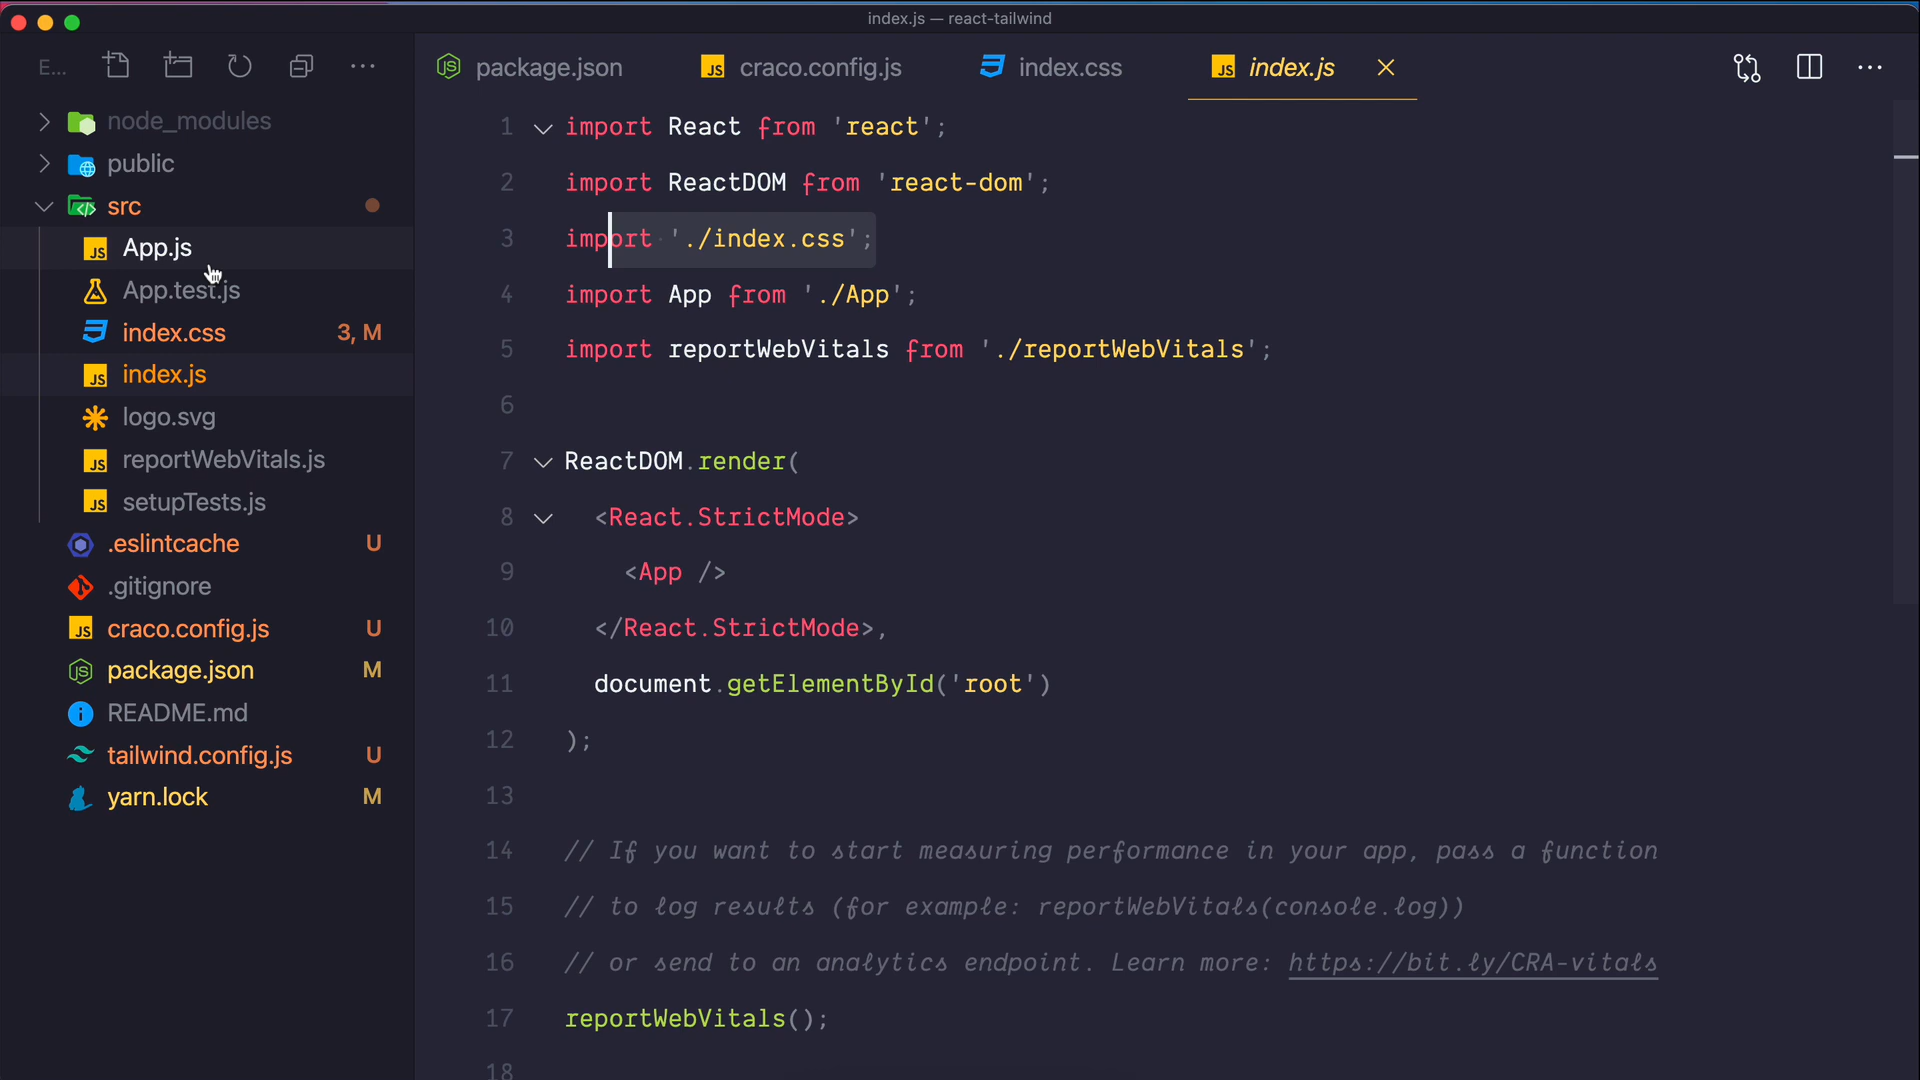 index.js — react-tailwind
E...
package.json
craco.config.js
index.css
index.js
node_modules
public
src
App.js
App.test.js
index.css 3, M
index.js
logo.svg
reportWebVitals.js
setupTests.js
.eslintcache U
.gitignore
craco.config.js U
package.json M
README.md
tailwind.config.js U
yarn.lock M
1 import React from 'react';
2 import ReactDOM from 'react-dom';
3 import './index.css';
4 import App from './App';
5 import reportWebVitals from './reportWebVitals';
6
7 ReactDOM.render(
8 <React.StrictMode>
9 <App />
10 </React.StrictMode>,
11 document.getElementById('root')
12 );
13
14 // If you want to start measuring performance in your app, pass a function
15 // to log results (for example: reportWebVitals(console.log))
16 // or send to an analytics endpoint. Learn more: https://bit.ly/CRA-vitals
17 reportWebVitals();
18